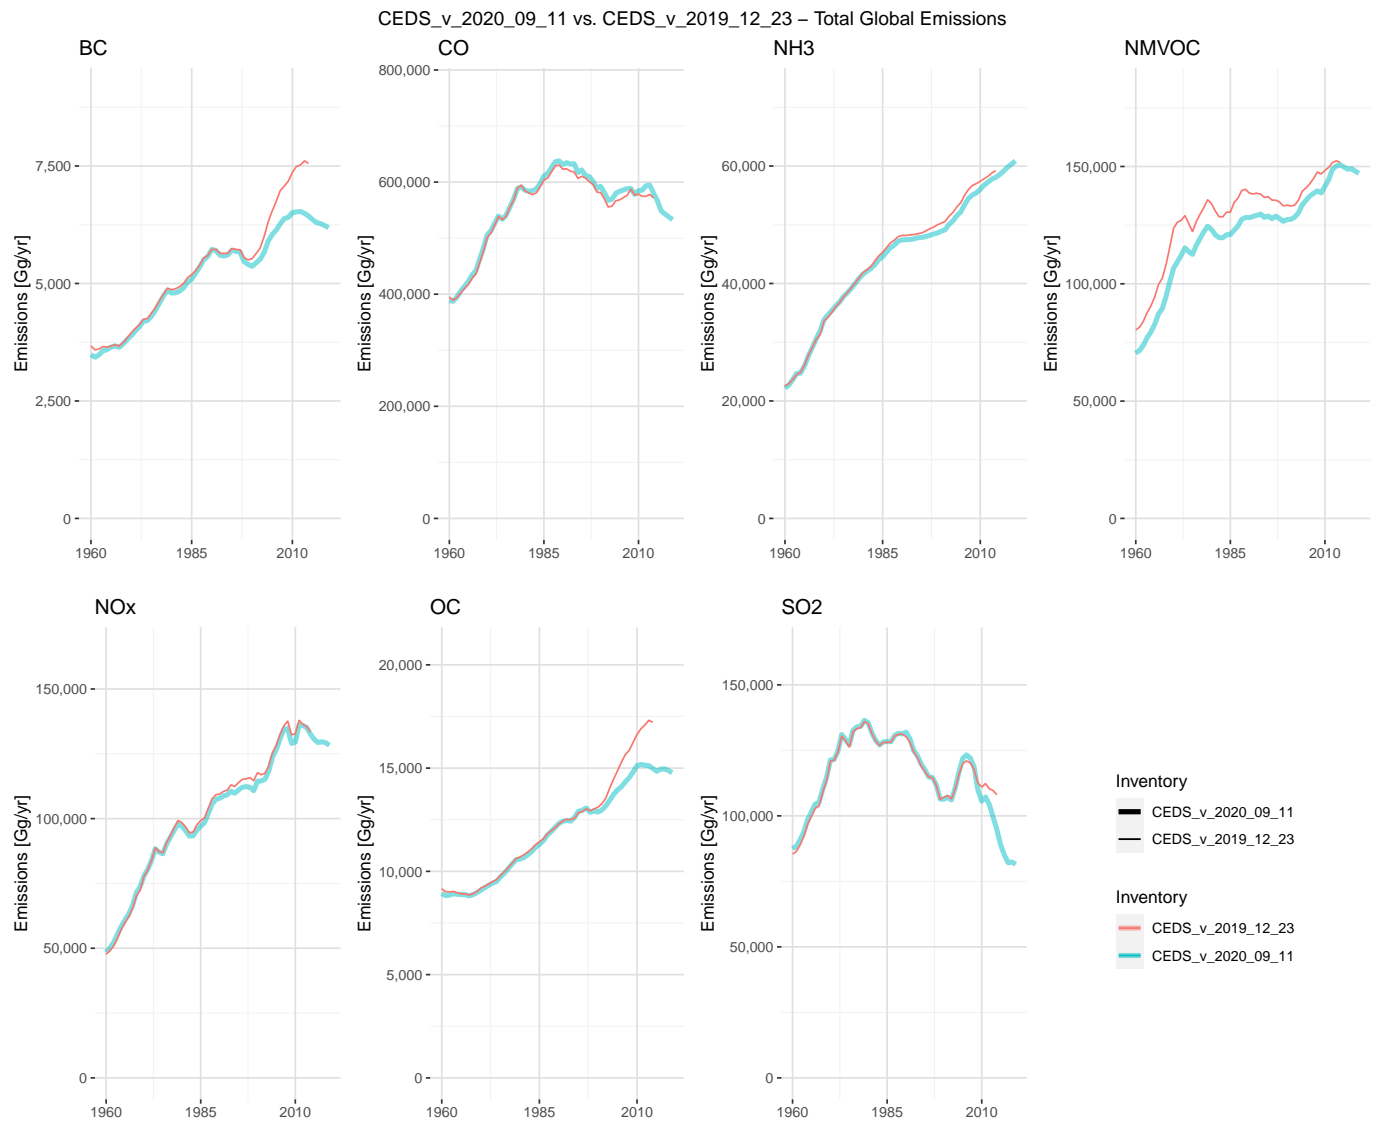 CEDS_v_2020_09_11 vs. CEDS_v_2019_12_23 – Total Global Emissions
BC
Emissions [Gg/yr]
7,500
5,000
2,500
0
1960 1985 2010
CO
Emissions [Gg/yr]
800,000
600,000
400,000
200,000
0
1960 1985 2010
NH3
Emissions [Gg/yr]
60,000
40,000
20,000
0
1960 1985 2010
NMVOC
Emissions [Gg/yr]
150,000
100,000
50,000
0
1960 1985 2010
NOx
Emissions [Gg/yr]
150,000
100,000
50,000
0
1960 1985 2010
OC
Emissions [Gg/yr]
20,000
15,000
10,000
5,000
0
1960 1985 2010
SO2
Emissions [Gg/yr]
150,000
100,000
50,000
0
1960 1985 2010
Inventory
CEDS_v_2020_09_11
CEDS_v_2019_12_23
Inventory
CEDS_v_2019_12_23
CEDS_v_2020_09_11